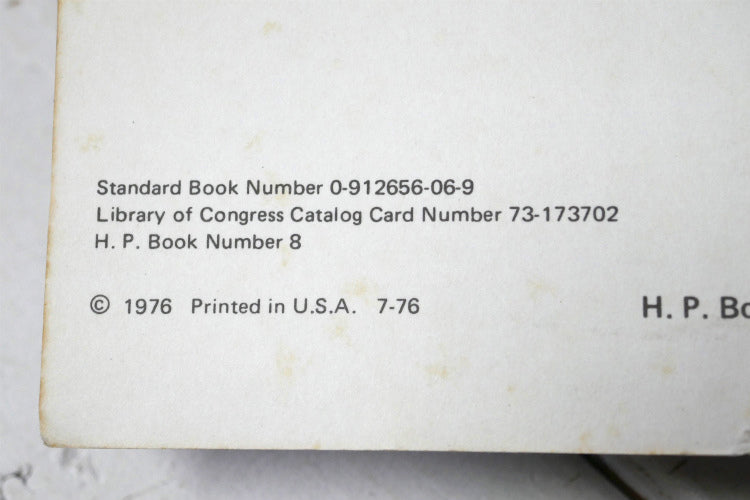 Standard Book Number 0-912656-06-9
Library of Congress Catalog Card Number 73-173702
H. P. Book Number 8
© 1976 Printed in U.S.A. 7-76
H. P.